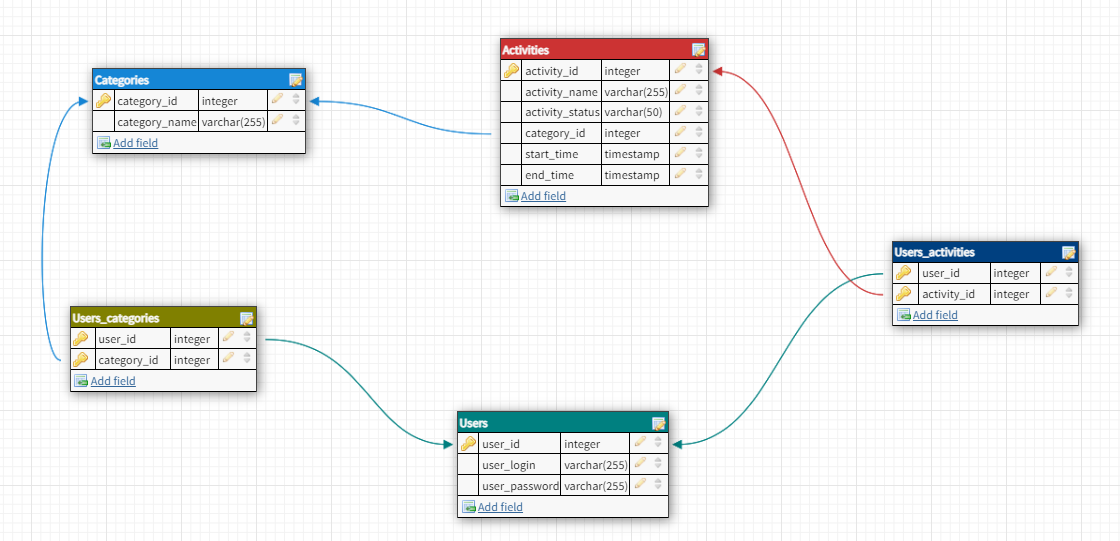 Activities
activity_id integer
activity_name varchar(255)
activity_status varchar(50)
category_id integer
start_time timestamp
end_time timestamp
Add field
Categories
category_id integer
category_name varchar(255)
Add field
Users_activities
user_id integer
activity_id integer
Add field
Users_categories
user_id integer
category_id integer
Add field
Users
user_id integer
user_login varchar(255)
user_password varchar(255)
Add field